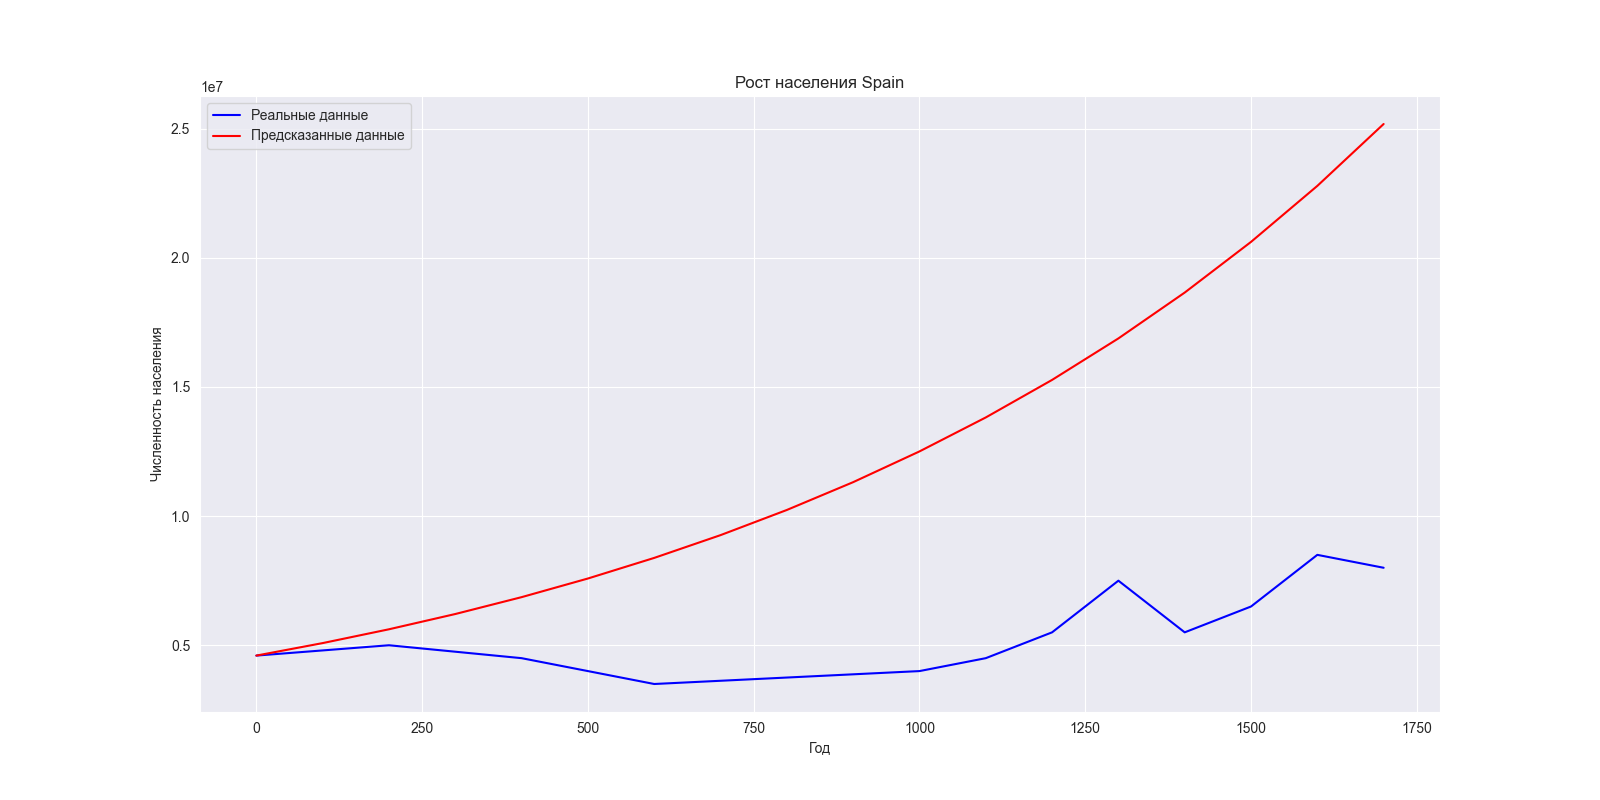 Рост населения Spain
1e7
Реальные данные
Предсказанные данные
2.5
2.0
1.5
1.0
0.5
Численность населения
0 250 500 750 1000 1250 1500 1750
Год